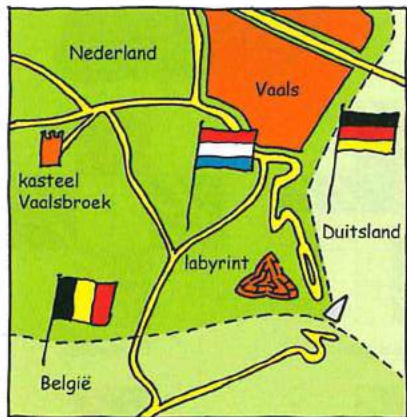 Nederland
Vaals
kasteel
Vaalsbroek
Duitsland
labyrint
België